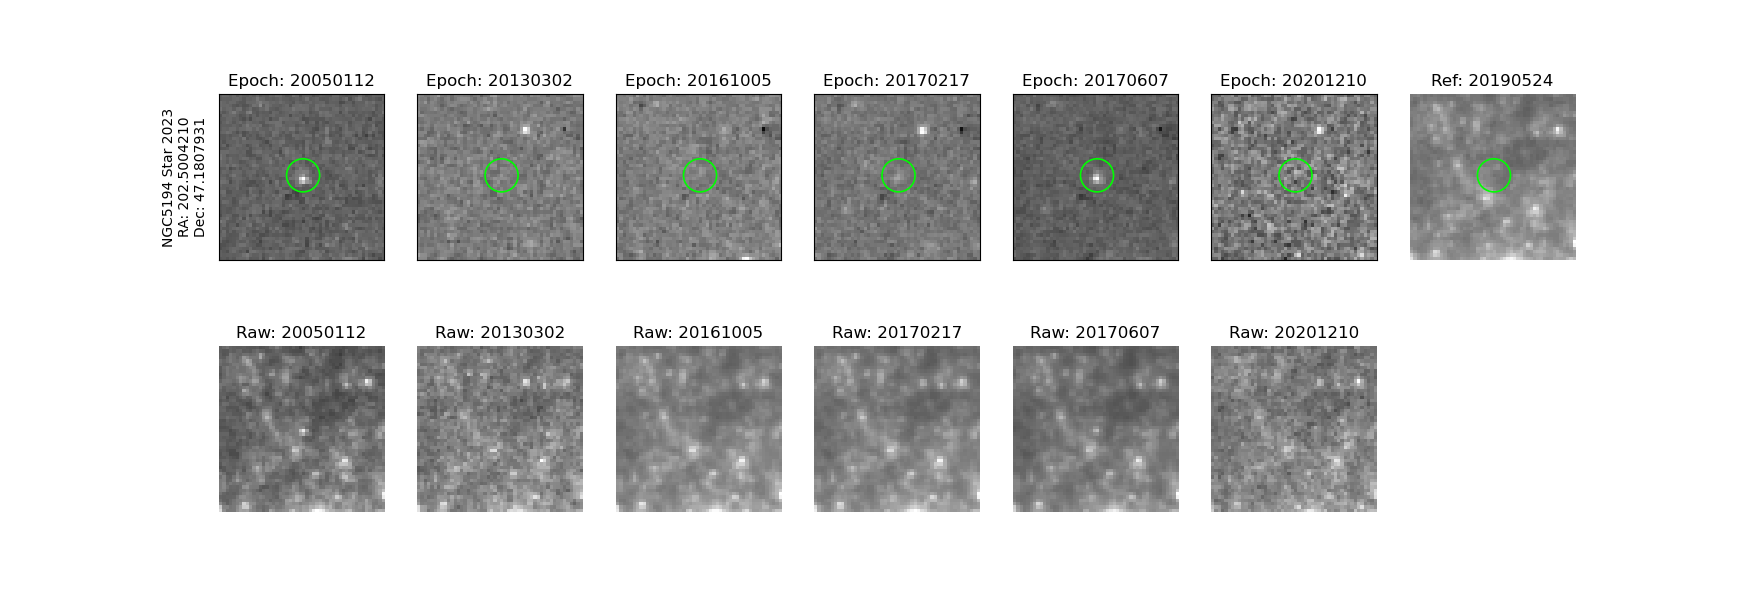 Epoch: 20050112
Epoch: 20130302
Epoch: 20161005
Epoch: 20170217
Epoch: 20170607
Epoch: 20201210
Ref: 20190524
NGC5194 Star 2023
RA: 202.5004210
Dec: 47.1807931
Raw: 20050112
Raw: 20130302
Raw: 20161005
Raw: 20170217
Raw: 20170607
Raw: 20201210